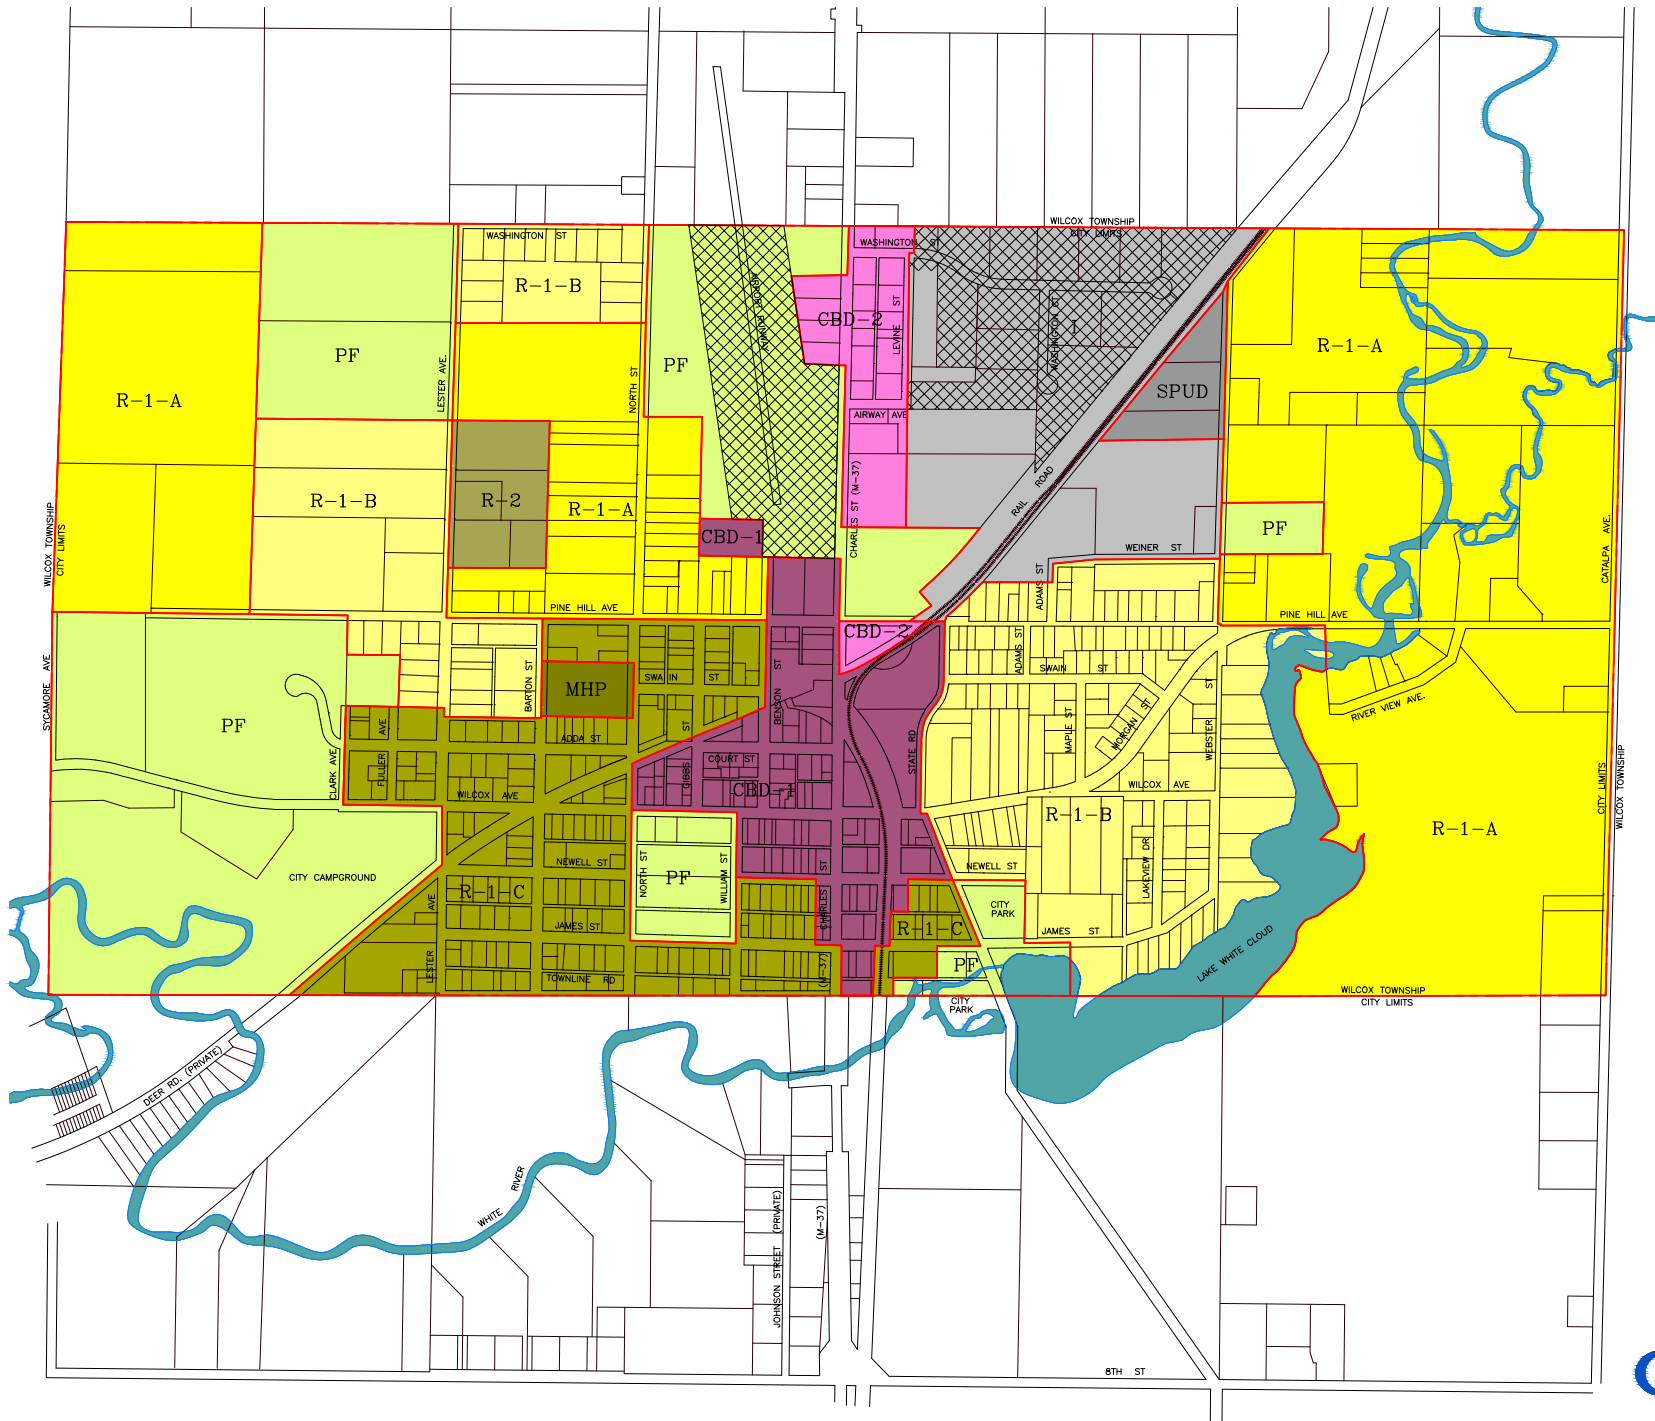 WILCOX TOWNSHIP
CITY LIMITS
WASHINGTON ST
WASHINGTON ST
R-1-B
AIRPORT RUNWAY
CBD-2
LEVINE ST
WASHINGTON ST
I
R-1-A
PF
PF
LESTER AVE.
NORTH ST
SPUD
R-1-A
AIRWAY AVE
R-1-B
R-2
R-1-A
CHARLES ST (M-37)
RAIL ROAD
PF
CBD-1
WEINER ST
WILCOX TOWNSHIP
CITY LIMITS
CATALPA AVE.
ADAMS ST
PINE HILL AVE
PINE HILL AVE
CBD-2
ADAMS ST
SWAIN ST
SWAIN ST
MHP
BARTON ST
BENSON ST
SYCAMORE AVE
PF
AVE
FULLER
ADDA ST
ST
GIBBS
STATE RD
MAPLE ST
MORGAN ST
WEBSTER ST
RIVER VIEW AVE.
CLARK AVE
COURT ST
WILCOX AVE
CBD-1
WILCOX AVE
CITY LIMITS
WILCOX TOWNSHIP
R-1-B
R-1-A
NEWELL ST
NEWELL ST
LAKEVIEW DR
CITY CAMPGROUND
NORTH ST
PF
WILLIAM ST
CHARLES ST
R-1-C
LESTER AVE
JAMES ST
CITY
PARK
R-1-C
JAMES ST
LAKE WHITE CLOUD
PF
TOWNLINE RD
(M-37)
WILCOX TOWNSHIP
CITY LIMITS
CITY
PARK
DEER RD. (PRIVATE)
WHITE RIVER
JOHNSON STREET (PRIVATE)
(M-37)
8TH ST